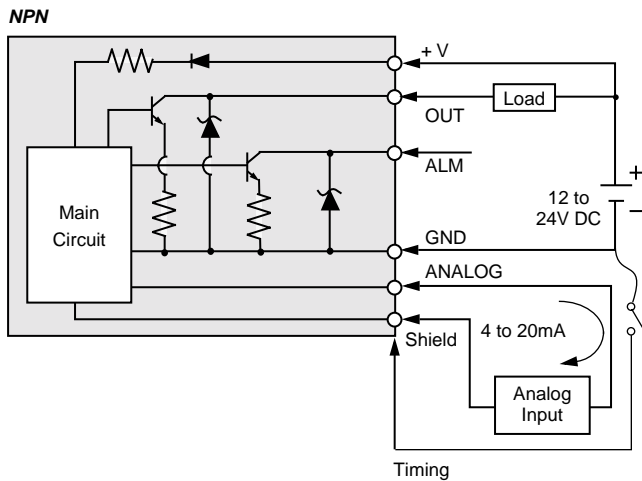 NPN
+ V
Load
OUT
ALM
+
12 to
24V DC
–
Main
Circuit
GND
ANALOG
4 to 20mA
Shield
Analog
Input
Timing